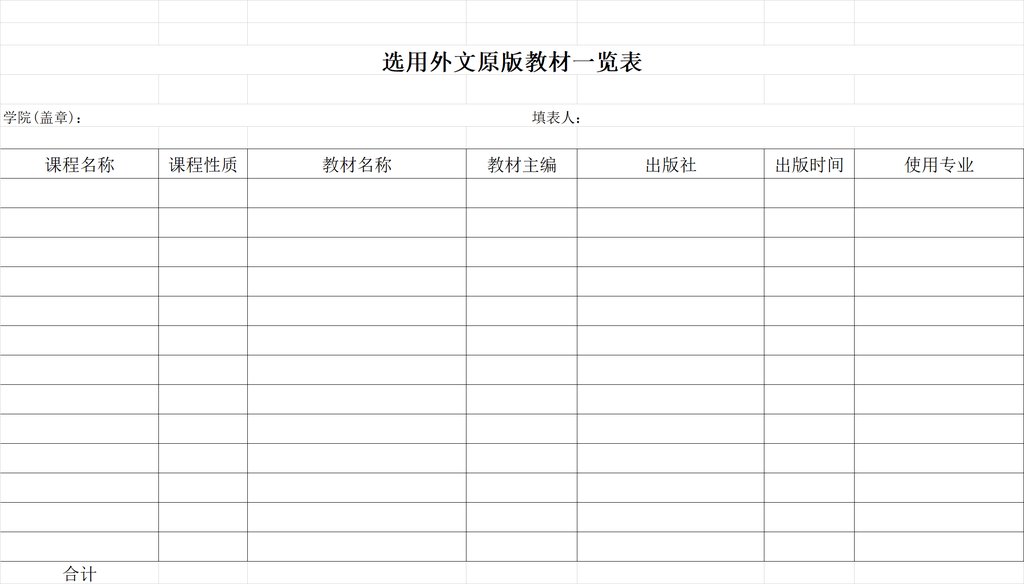 选用外文原版教材一览表
学院(盖章): 填表人:
课程名称 课程性质 教材名称 教材主编 出版社 出版时间 使用专业
合计